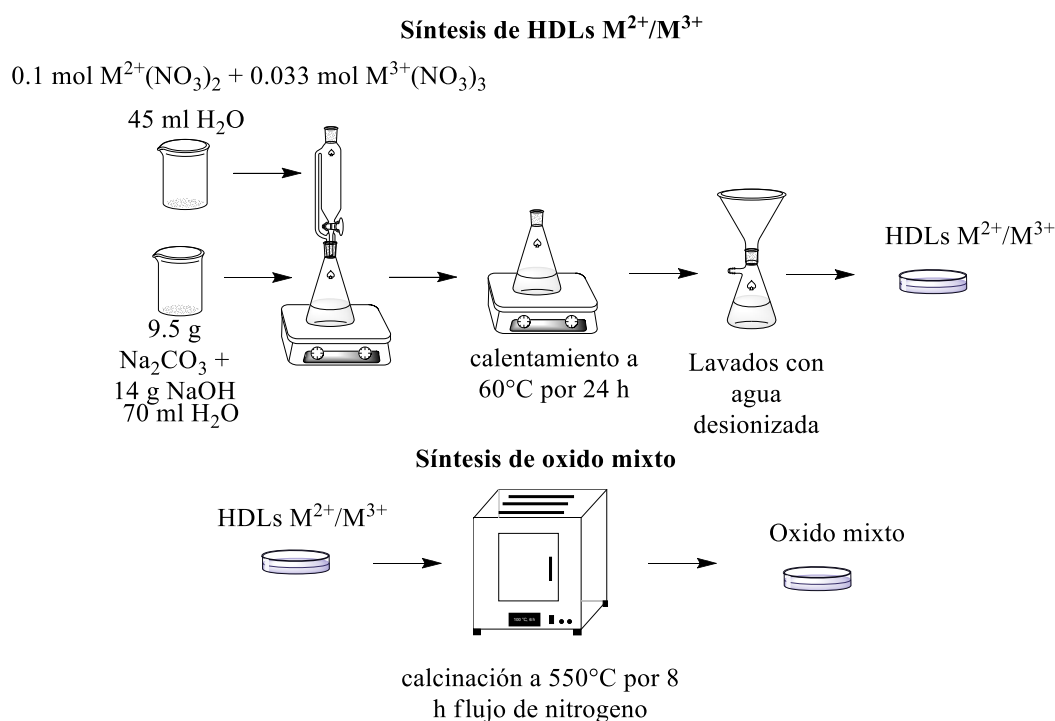 Síntesis de HDLs M²⁺/M³⁺
0.1 mol M²⁺(NO₃)₂ + 0.033 mol M³⁺(NO₃)₃
45 ml H₂O
9.5 g
Na₂CO₃ +
14 g NaOH
70 ml H₂O
calentamiento a
60°C por 24 h
Lavados con
agua
desionizada
HDLs M²⁺/M³⁺
Síntesis de oxido mixto
HDLs M²⁺/M³⁺
Oxido mixto
calcinación a 550°C por 8
h flujo de nitrogeno